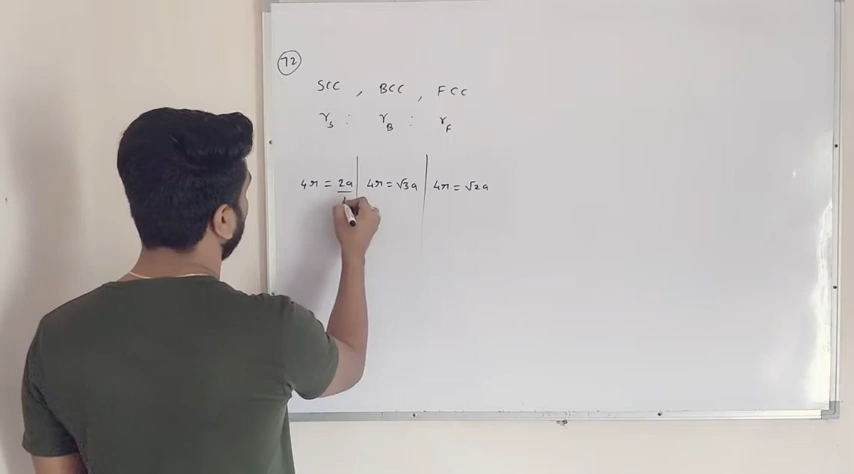 72
SCC , BCC , FCC
r_S : r_B : r_F
4r = 2a | 4r = √3a | 4r = √2a